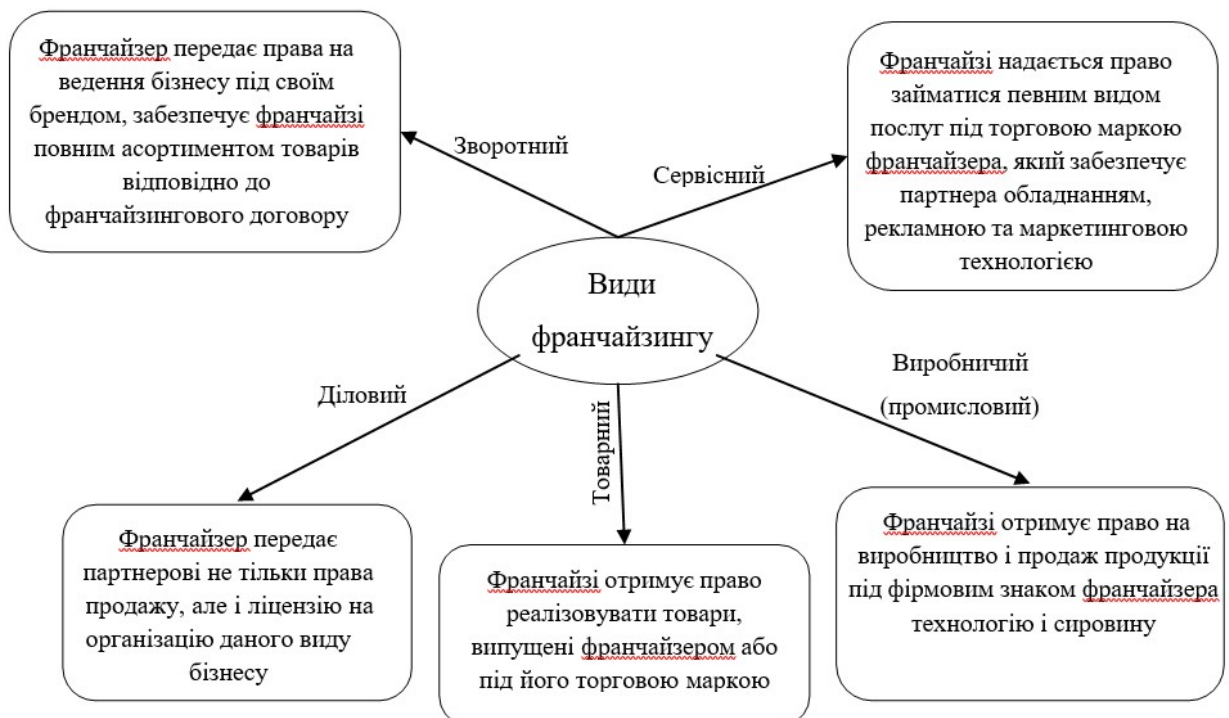 Франчайзер передає права на
ведення бізнесу під своїм
брендом, забезпечує франчайзі
повним асортиментом товарів
відповідно до
франчайзингового договору
Зворотний
Сервісний
Франчайзі надається право
займатися певним видом
послуг під торговою маркою
франчайзера, який забезпечує
партнера обладнанням,
рекламною та маркетинговою
технологією
Види
франчайзингу
Діловий
Товарний
Виробничий
(промисловий)
Франчайзер передає
партнерові не тільки права
продажу, але і ліцензію на
організацію даного виду
бізнесу
Франчайзі отримує право
реалізовувати товари,
випущені франчайзером або
під його торговою маркою
Франчайзі отримує право на
виробництво і продаж продукції
під фірмовим знаком франчайзера
технологію і сировину